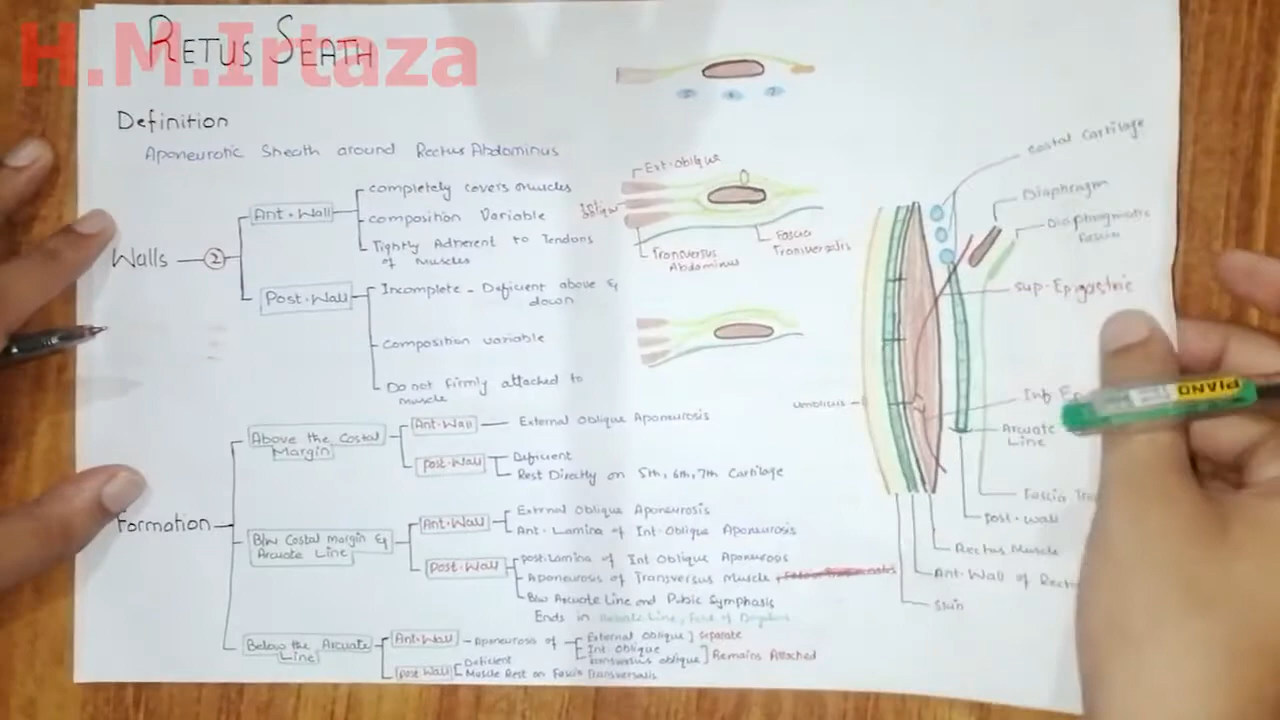 H.M.Irtaza
RETUS SEATH
Definition
Aponeurotic Sheath around Rectus Abdominus
Walls ②
Ant. Wall
completely covers muscles
composition Variable
Tightly Adherent to Tendons
of Muscles
Post. Wall
Incomplete - Deficient above &
down
composition variable
Do not firmly attached to
muscle
Formation
Above the Costal
Margin
Ant. Wall
External Oblique Aponeurosis
Post. Wall
Deficient
Rest Directly on 5th, 6th, 7th Cartilage
Blw Costal margin &
Arcuate Line
Ant. Wall
External Oblique Aponeurosis
Ant. Lamina of Int. Oblique Aponeurosis
Post. Wall
post. Lamina of Int Oblique Aponeurosis
Aponeurosis of Transversus Muscle
Blw Arcuate Line and Pubic Symphasis
Ends in Arcuate Line,
Below the Arcuate
Line
Ant. Wall
Aponeurosis of
External Oblique] separate
Int. Oblique
Transversus oblique] Remains Attached
post Wall
Deficient
Muscle Rest on Fascia Transversalis
Ext. oblique
Transversus
Abdominus
Fascia
Transversalis
costal Cartilage
Diaphragm
Diaphragmatic
Fascia
Sup. Epigastric
umbilicus
Inf
Arcuate
Line
Fascia
post. wall
Rectus Muscle
Ant. Wall of
Skin
PIANO